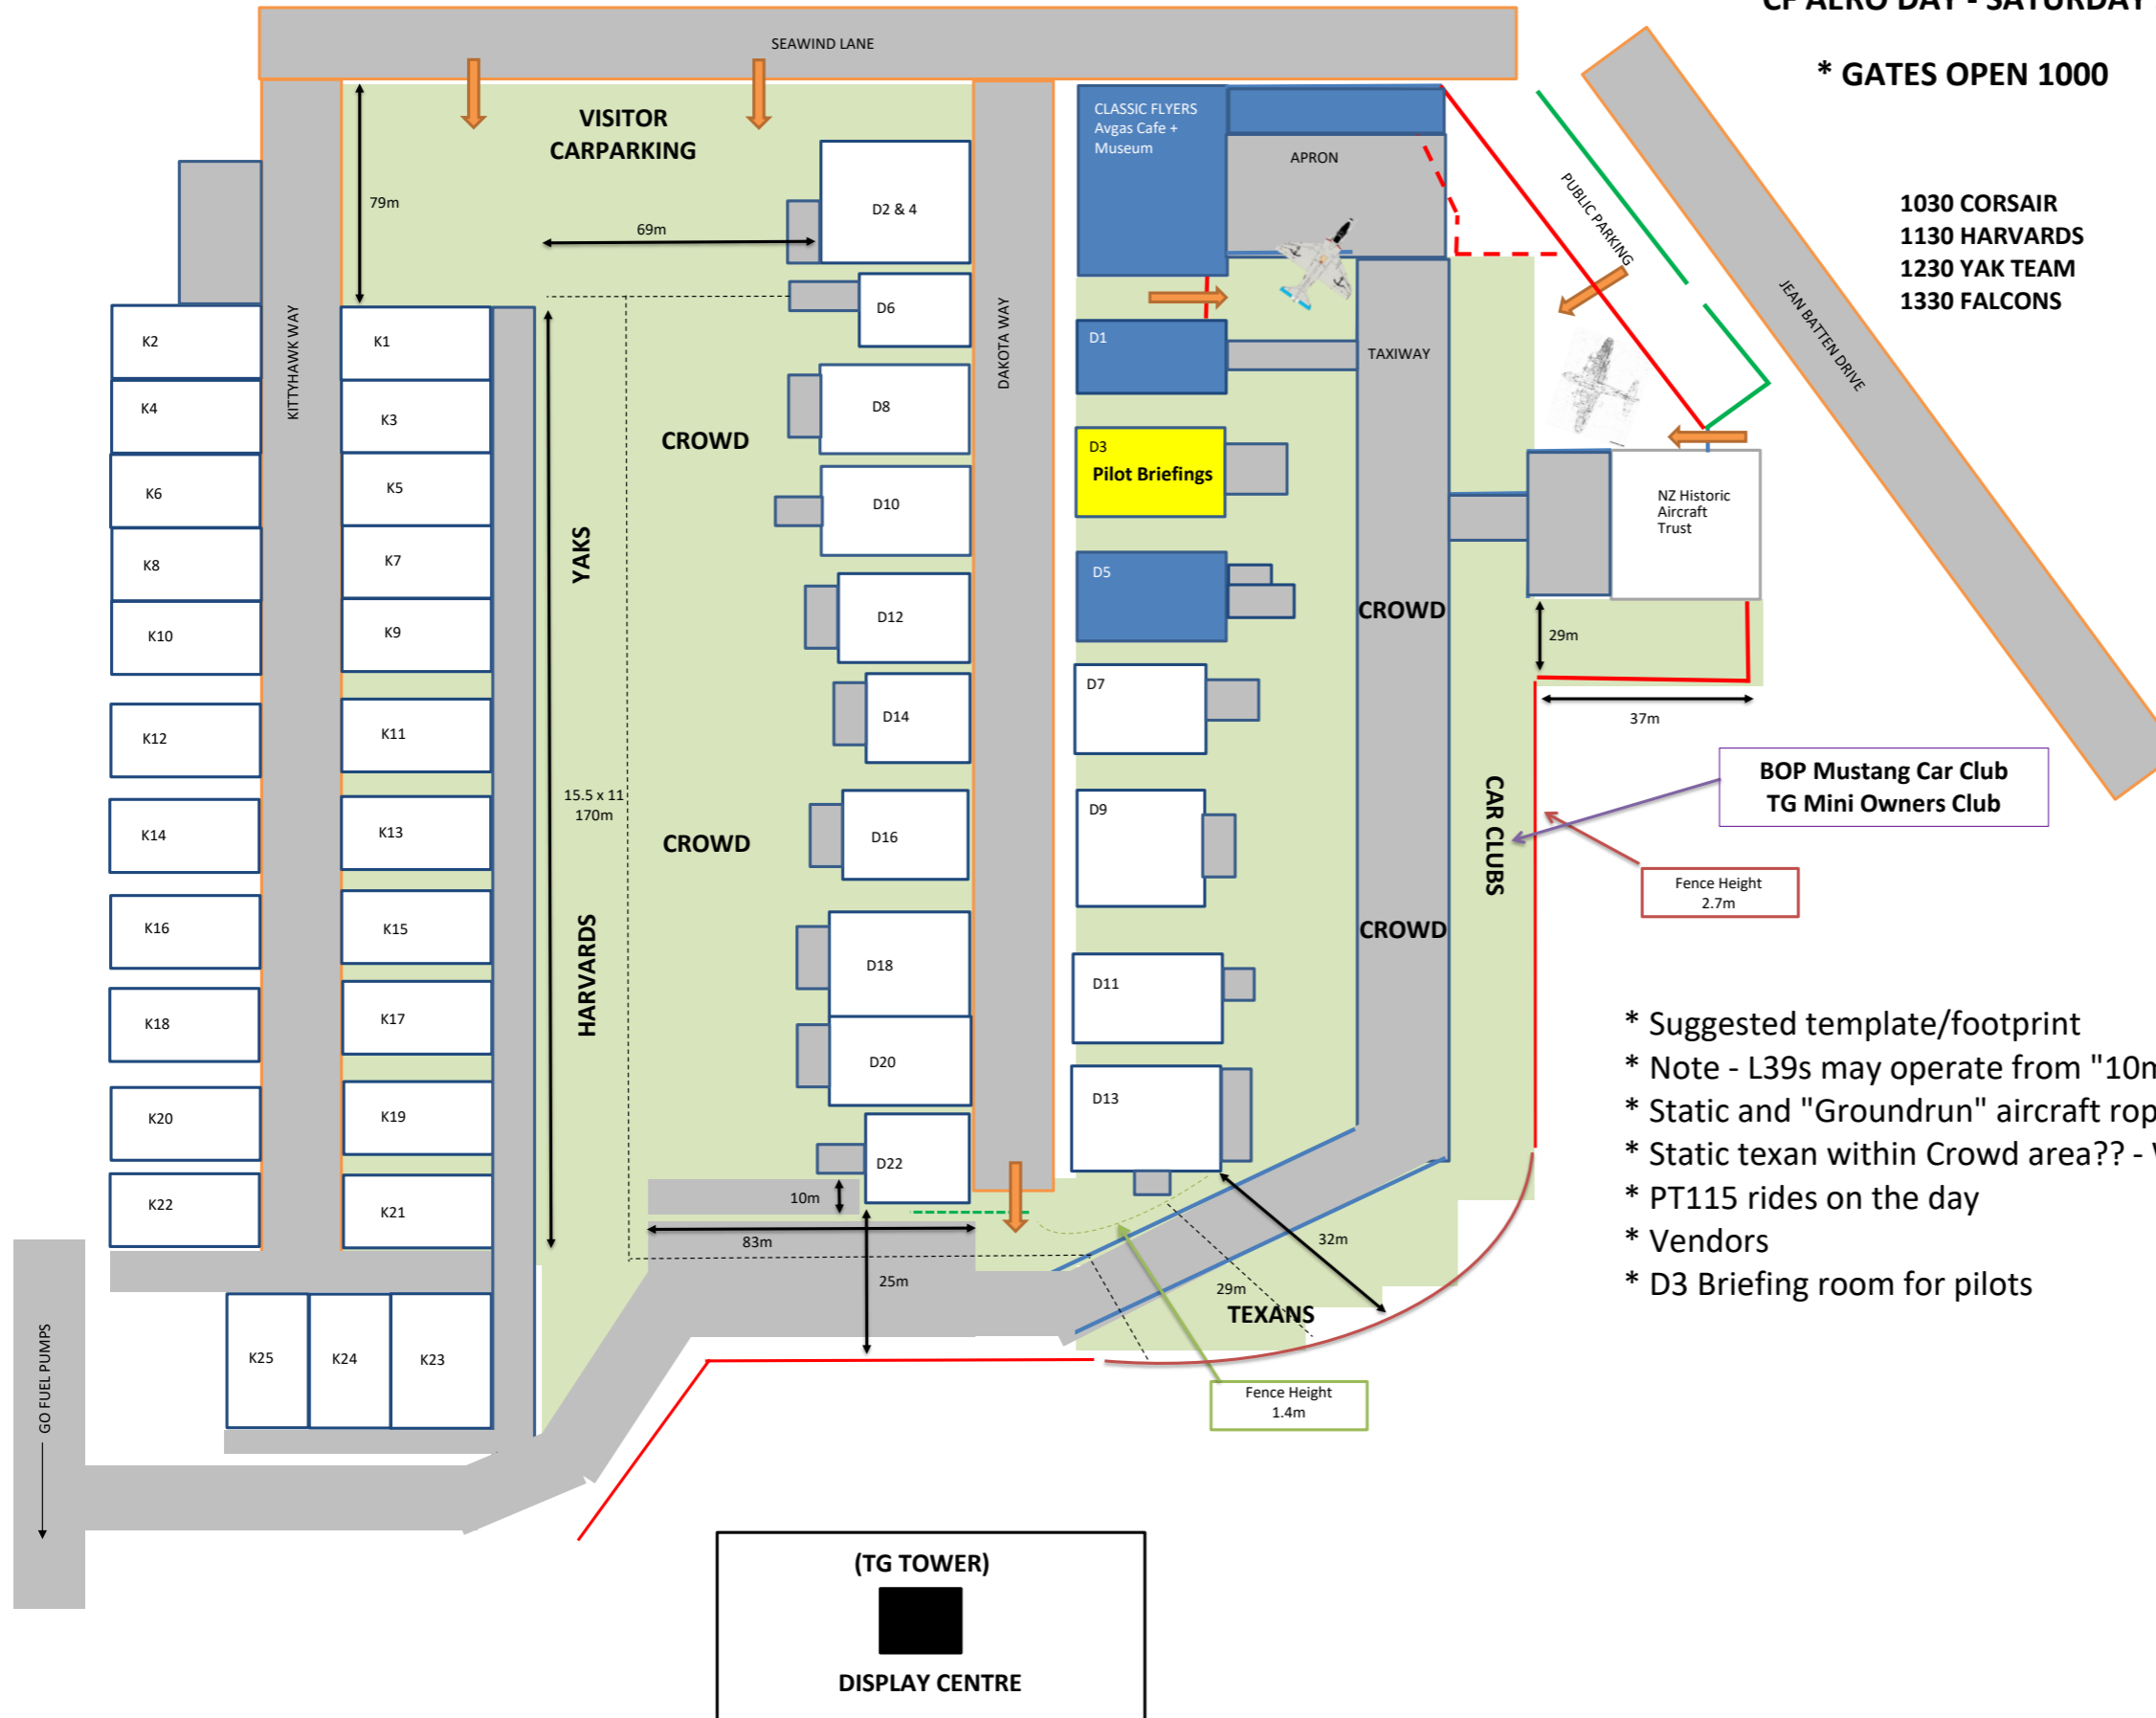 CF AERO DAY - SATURDAY
* GATES OPEN 1000
SEAWIND LANE
VISITOR
CARPARKING
CLASSIC FLYERS
Avgas Cafe +
Museum
APRON
PUBLIC PARKING
JEAN BATTEN DRIVE
1030 CORSAIR
1130 HARVARDS
1230 YAK TEAM
1330 FALCONS
79m
69m
D2 & 4
D6
D8
D10
D12
D14
D16
D18
D20
D22
KITTYHAWK WAY
DAKOTA WAY
K2
K4
K6
K8
K10
K12
K14
K16
K18
K20
K22
K1
K3
K5
K7
K9
K11
K13
K15
K17
K19
K21
K25
K24
K23
YAKS
HARVARDS
CROWD
CROWD
15.5 x 11
170m
D1
D3
Pilot Briefings
D5
D7
D9
D11
D13
TAXIWAY
CROWD
CROWD
CAR CLUBS
NZ Historic
Aircraft
Trust
29m
37m
BOP Mustang Car Club
TG Mini Owners Club
Fence Height
2.7m
* Suggested template/footprint
* Note - L39s may operate from "10m
* Static and "Groundrun" aircraft rop
* Static texan within Crowd area?? -
* PT115 rides on the day
* Vendors
* D3 Briefing room for pilots
10m
83m
25m
32m
29m
TEXANS
Fence Height
1.4m
GO FUEL PUMPS
(TG TOWER)
DISPLAY CENTRE